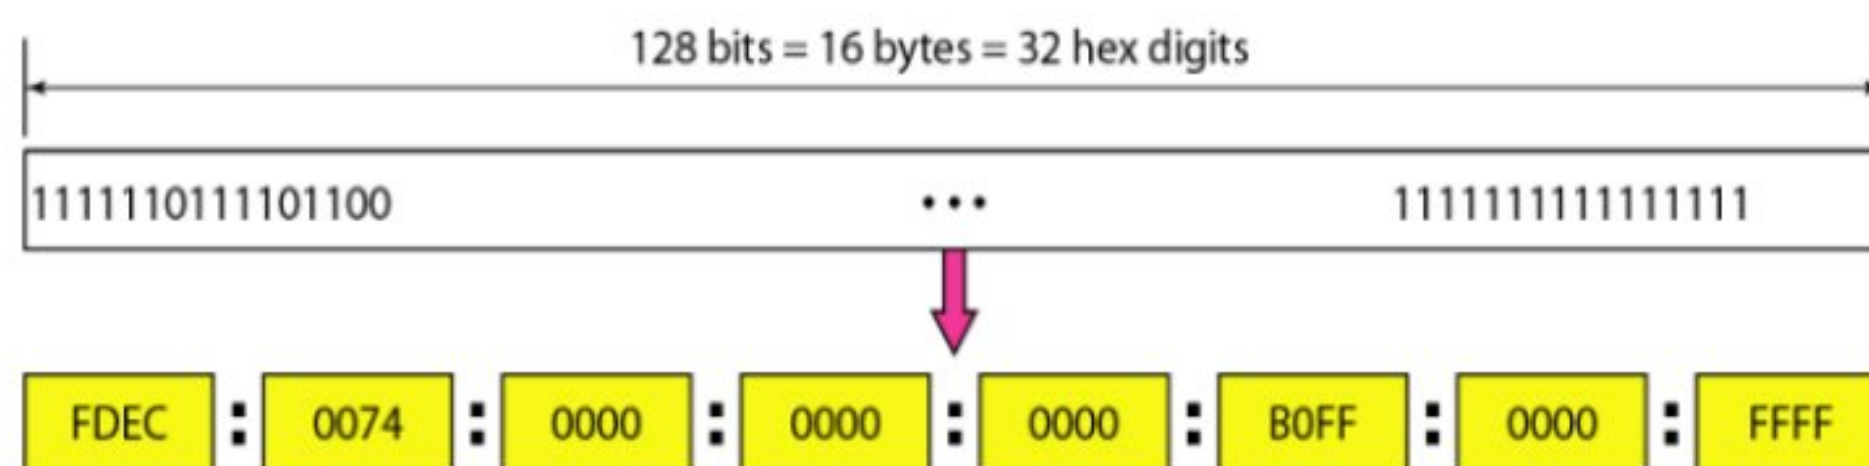 128 bits = 16 bytes = 32 hex digits
1111110111101100 ••• 1111111111111111
FDEC : 0074 : 0000 : 0000 : 0000 : B0FF : 0000 : FFFF